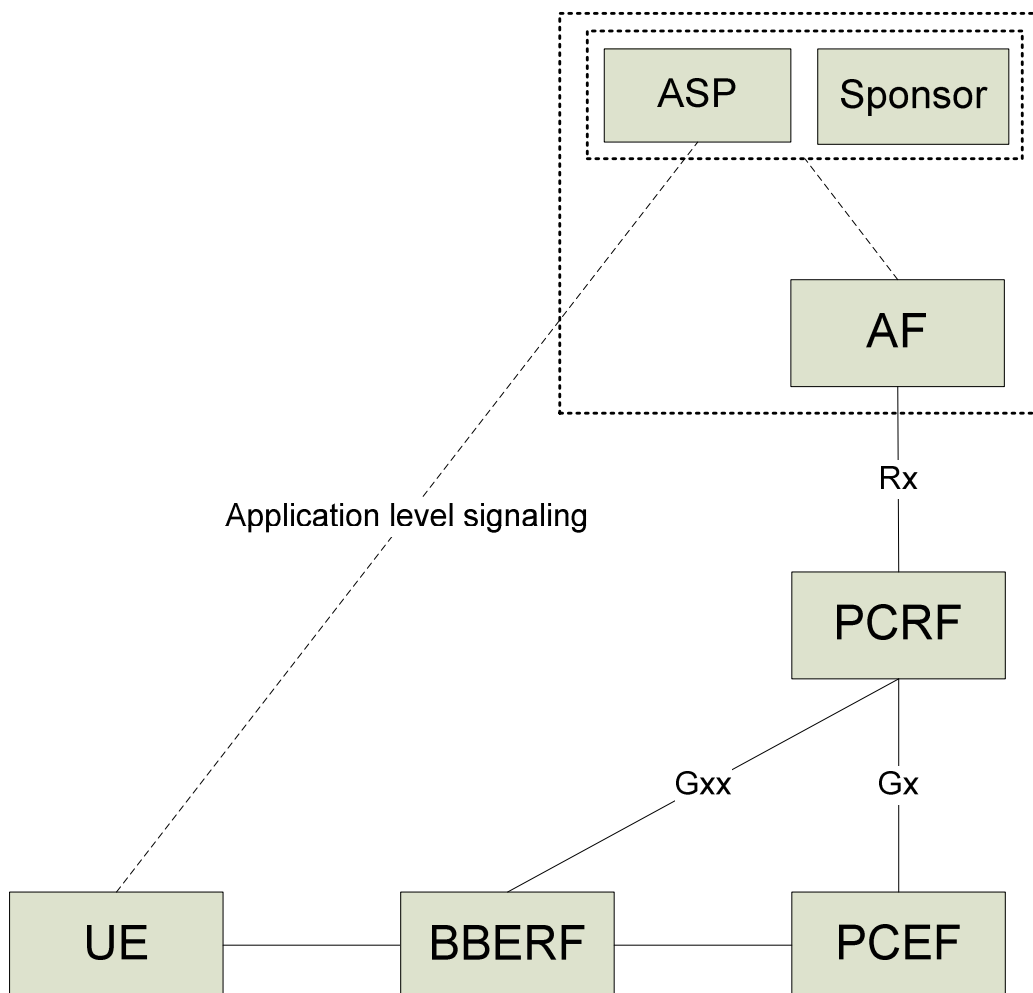 ASP
Sponsor
AF
Rx
Application level signaling
PCRF
Gxx
Gx
UE
BBERF
PCEF